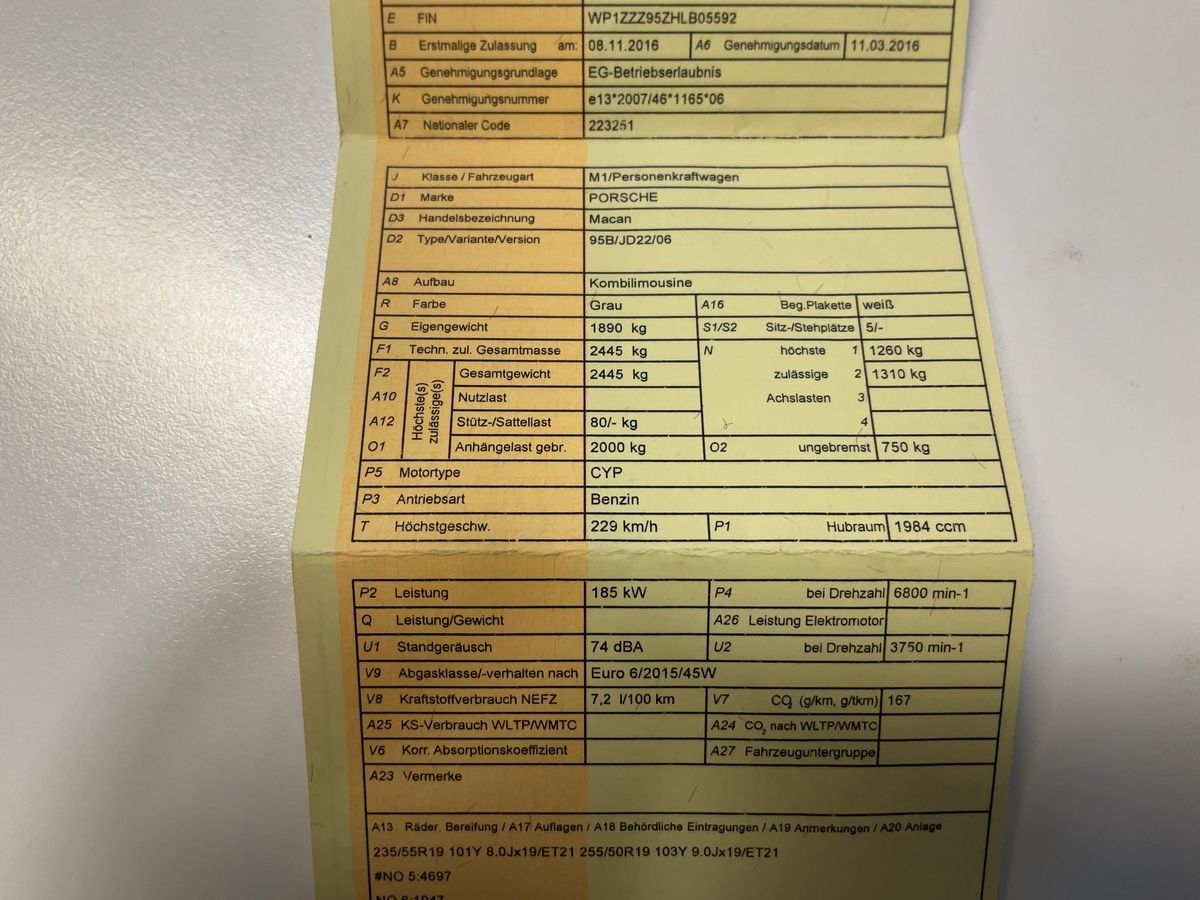 E FIN WP1ZZZ95ZHLB05592
B Erstmalige Zulassung am: 08.11.2016 A6 Genehmigungsdatum 11.03.2016
A5 Genehmigungsgrundlage EG-Betriebserlaubnis
K Genehmigungsnummer e13*2007/46*1165*06
A7 Nationaler Code 223251
J Klasse / Fahrzeugart M1/Personenkraftwagen
D1 Marke PORSCHE
D3 Handelsbezeichnung Macan
D2 Type/Variante/Version 95B/JD22/06
A8 Aufbau Kombilimousine
R Farbe Grau A16 Beg.Plakette weiß
G Eigengewicht 1890 kg S1/S2 Sitz-/Stehplätze 5/-
F1 Techn. zul. Gesamtmasse 2445 kg N höchste 1 1260 kg
F2 Höchste(s) zulässige(s) Gesamtgewicht 2445 kg zulässige 2 1310 kg
A10 Nutzlast Achslasten 3
A12 Stütz-/Sattellast 80/- kg 4
O1 Anhängelast gebr. 2000 kg O2 ungebremst 750 kg
P5 Motortype CYP
P3 Antriebsart Benzin
T Höchstgeschw. 229 km/h P1 Hubraum 1984 ccm
P2 Leistung 185 kW P4 bei Drehzahl 6800 min-1
Q Leistung/Gewicht A26 Leistung Elektromotor
U1 Standgeräusch 74 dBA U2 bei Drehzahl 3750 min-1
V9 Abgasklasse/-verhalten nach Euro 6/2015/45W
V8 Kraftstoffverbrauch NEFZ 7,2 l/100 km V7 CO₂ (g/km, g/tkm) 167
A25 KS-Verbrauch WLTP/WMTC A24 CO₂ nach WLTP/WMTC
V6 Korr. Absorptionskoeffizient A27 Fahrzeuguntergruppe
A23 Vermerke
A13 Räder, Bereifung / A17 Auflagen / A18 Behördliche Eintragungen / A19 Anmerkungen / A20 Anlage
235/55R19 101Y 8.0Jx19/ET21 255/50R19 103Y 9.0Jx19/ET21
#NO 5:4697